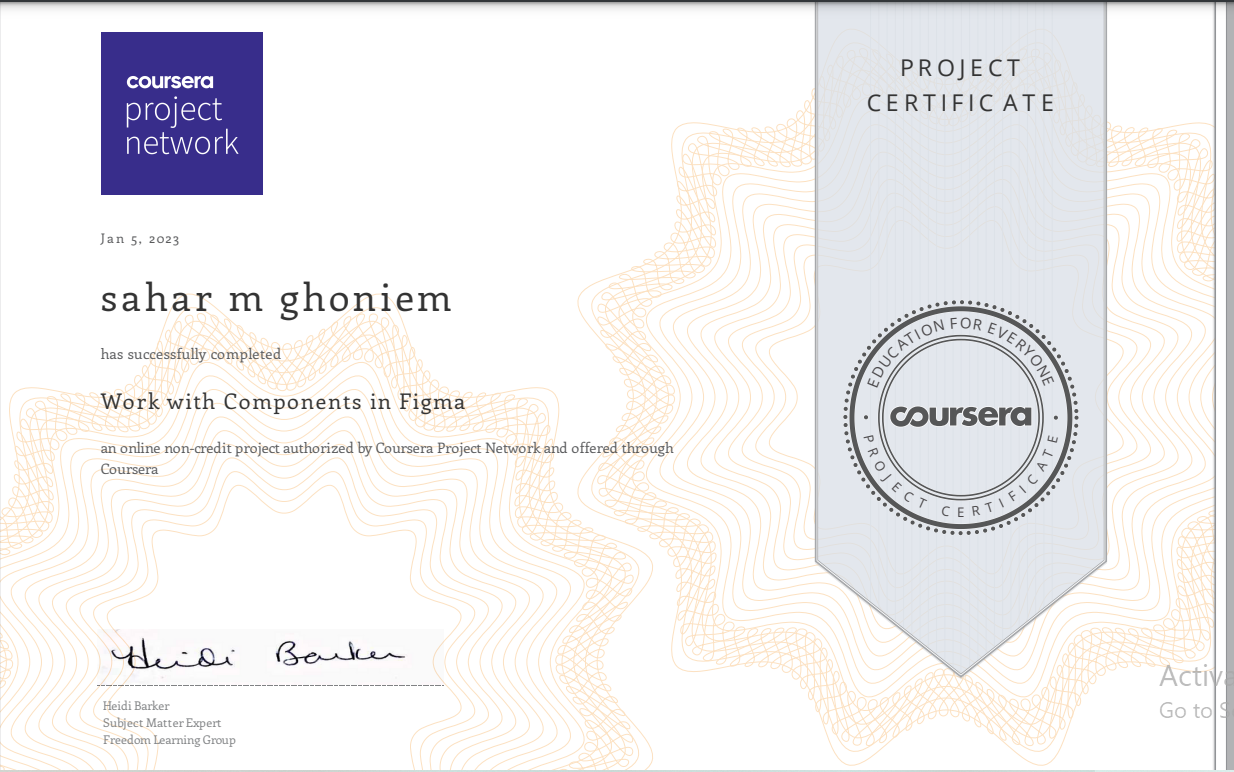 coursera
project
network
PROJECT
CERTIFICATE
Jan 5, 2023
sahar m ghoniem
has successfully completed
Work with Components in Figma
an online non-credit project authorized by Coursera Project Network and offered through
Coursera
EDUCATION FOR EVERYONE
coursera
PROJECT CERTIFICATE
Heidi Barker
Heidi Barker
Subject Matter Expert
Freedom Learning Group
Go to